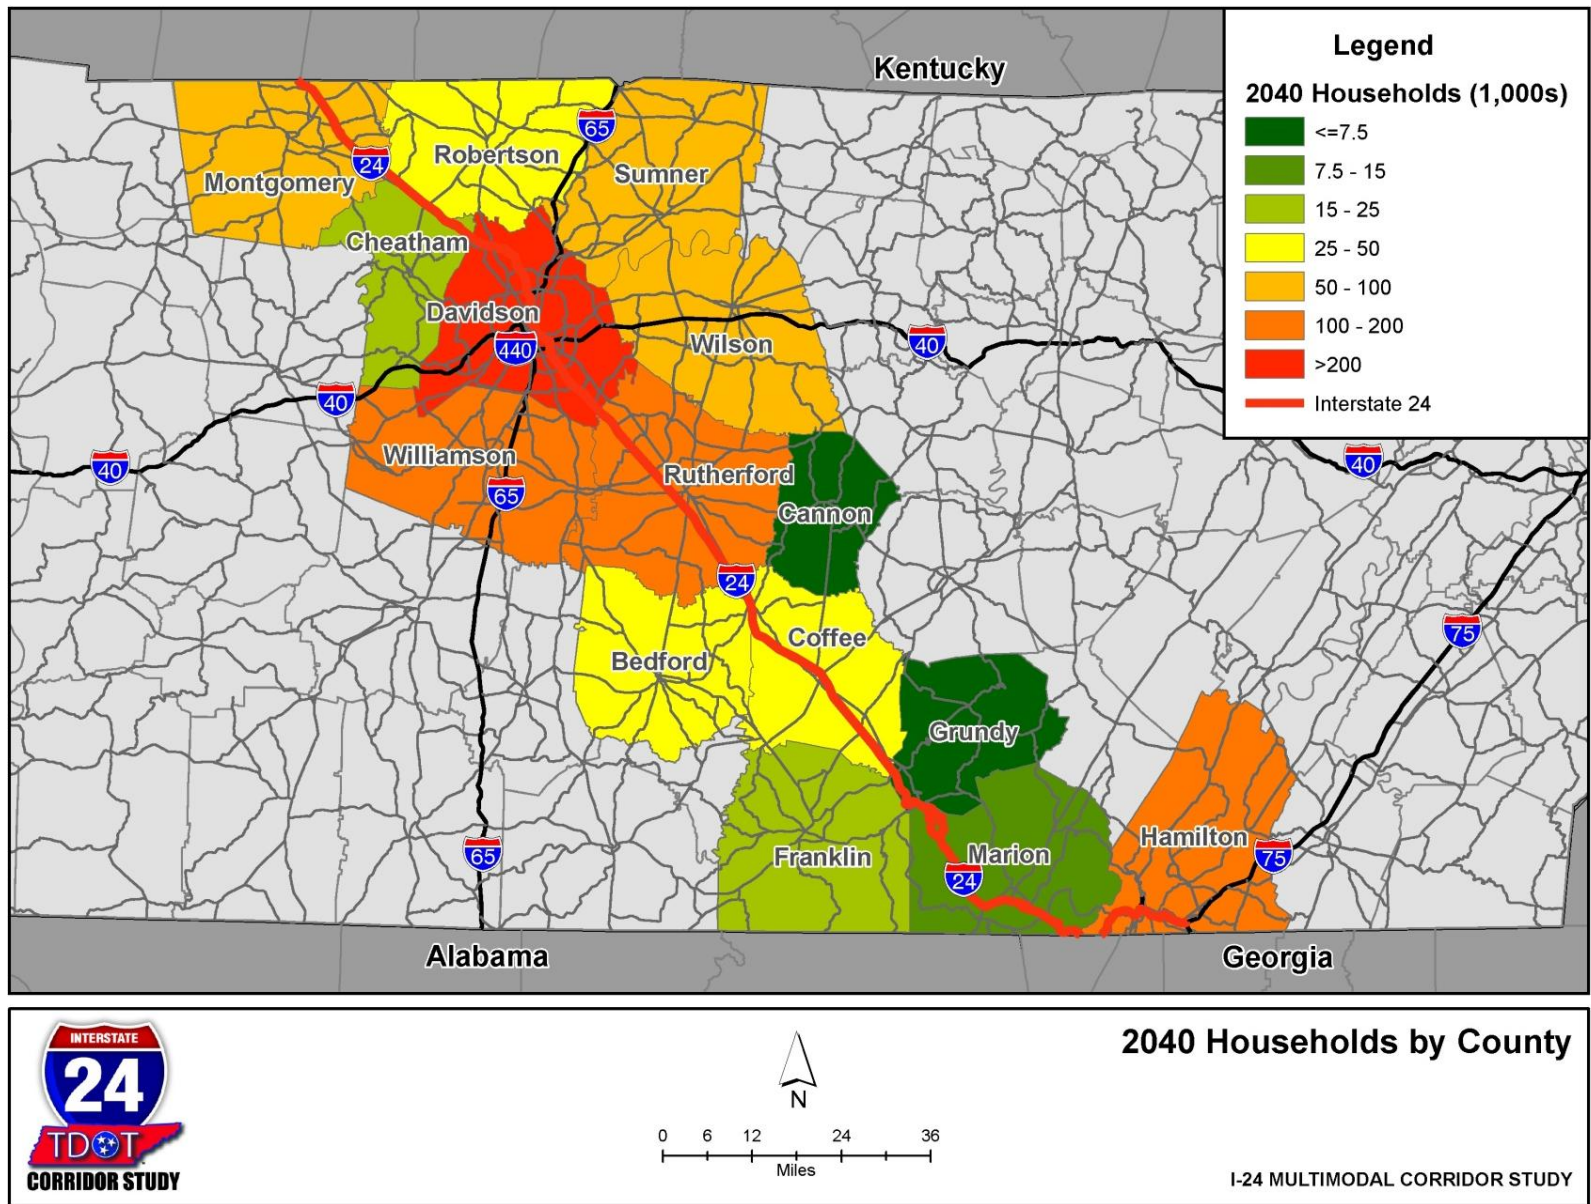 Kentucky
Legend
2040 Households (1,000s)
<=7.5
7.5 - 15
15 - 25
25 - 50
50 - 100
100 - 200
>200
Interstate 24
65
Robertson
24
Montgomery
Sumner
Cheatham
Davidson
440
Wilson
40
40
Williamson
40
65
Rutherford
40
Cannon
24
Coffee
75
Bedford
Grundy
65
Franklin
Marion
24
Hamilton
75
Alabama
Georgia
INTERSTATE
24
TDOT
CORRIDOR STUDY
N
0 6 12 24 36
Miles
2040 Households by County
I-24 MULTIMODAL CORRIDOR STUDY